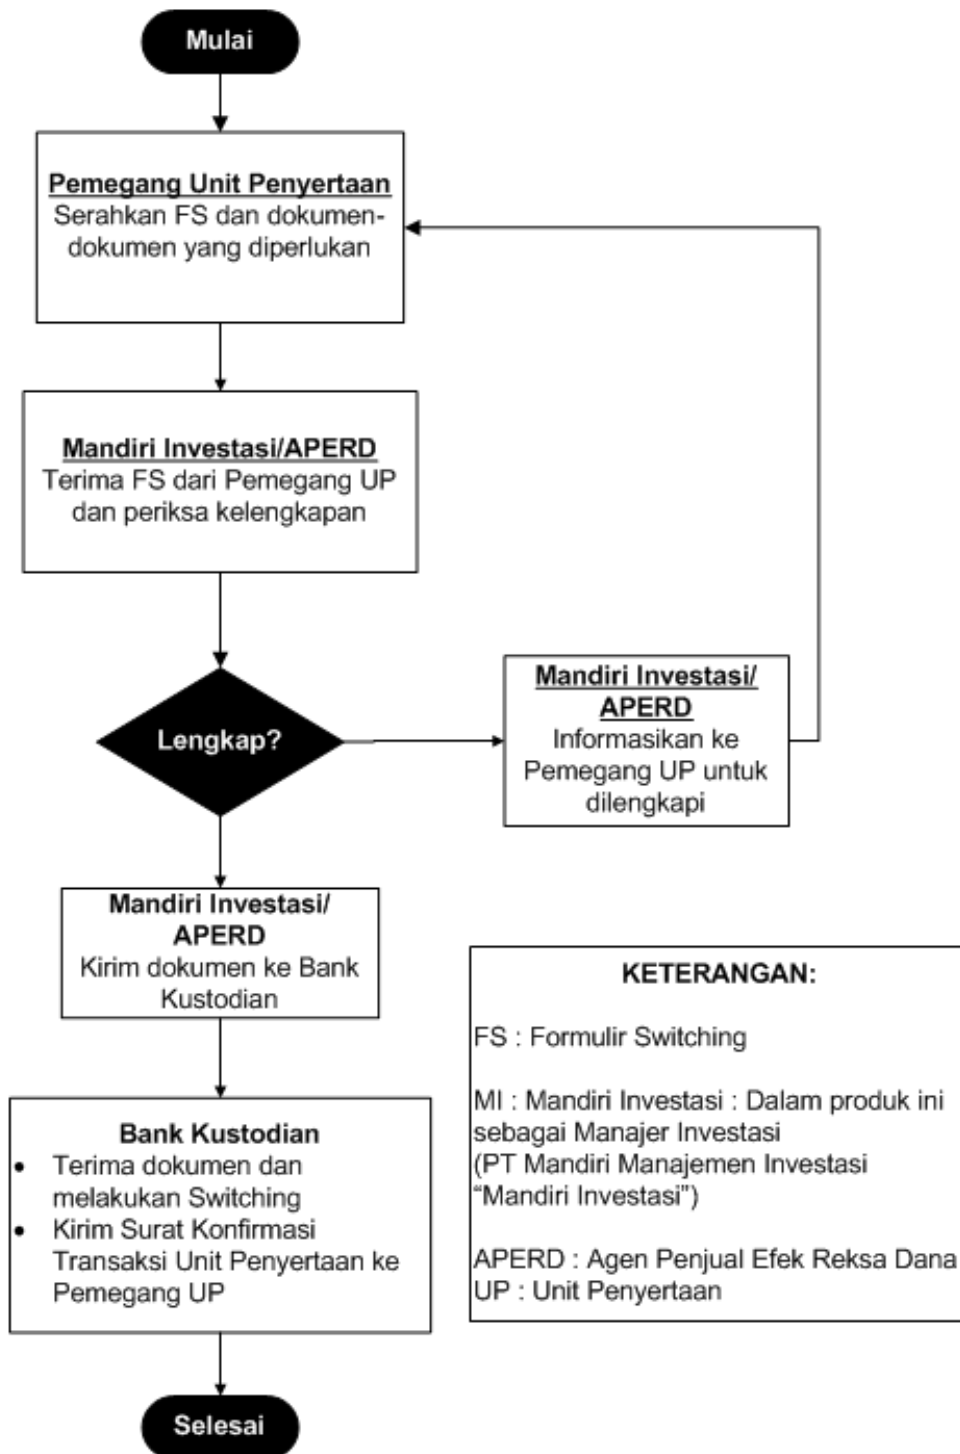 Mulai
Pemegang Unit Penyertaan
Serahkan FS dan dokumen-
dokumen yang diperlukan
Mandiri Investasi/APERD
Terima FS dari Pemegang UP
dan periksa kelengkapan
Lengkap?
Mandiri Investasi/
APERD
Informasikan ke
Pemegang UP untuk
dilengkapi
Mandiri Investasi/
APERD
Kirim dokumen ke Bank
Kustodian
Bank Kustodian
• Terima dokumen dan
melakukan Switching
• Kirim Surat Konfirmasi
Transaksi Unit Penyertaan ke
Pemegang UP
Selesai
KETERANGAN:
FS : Formulir Switching
MI : Mandiri Investasi : Dalam produk ini
sebagai Manajer Investasi
(PT Mandiri Manajemen Investasi
“Mandiri Investasi”)
APERD : Agen Penjual Efek Reksa Dana
UP : Unit Penyertaan